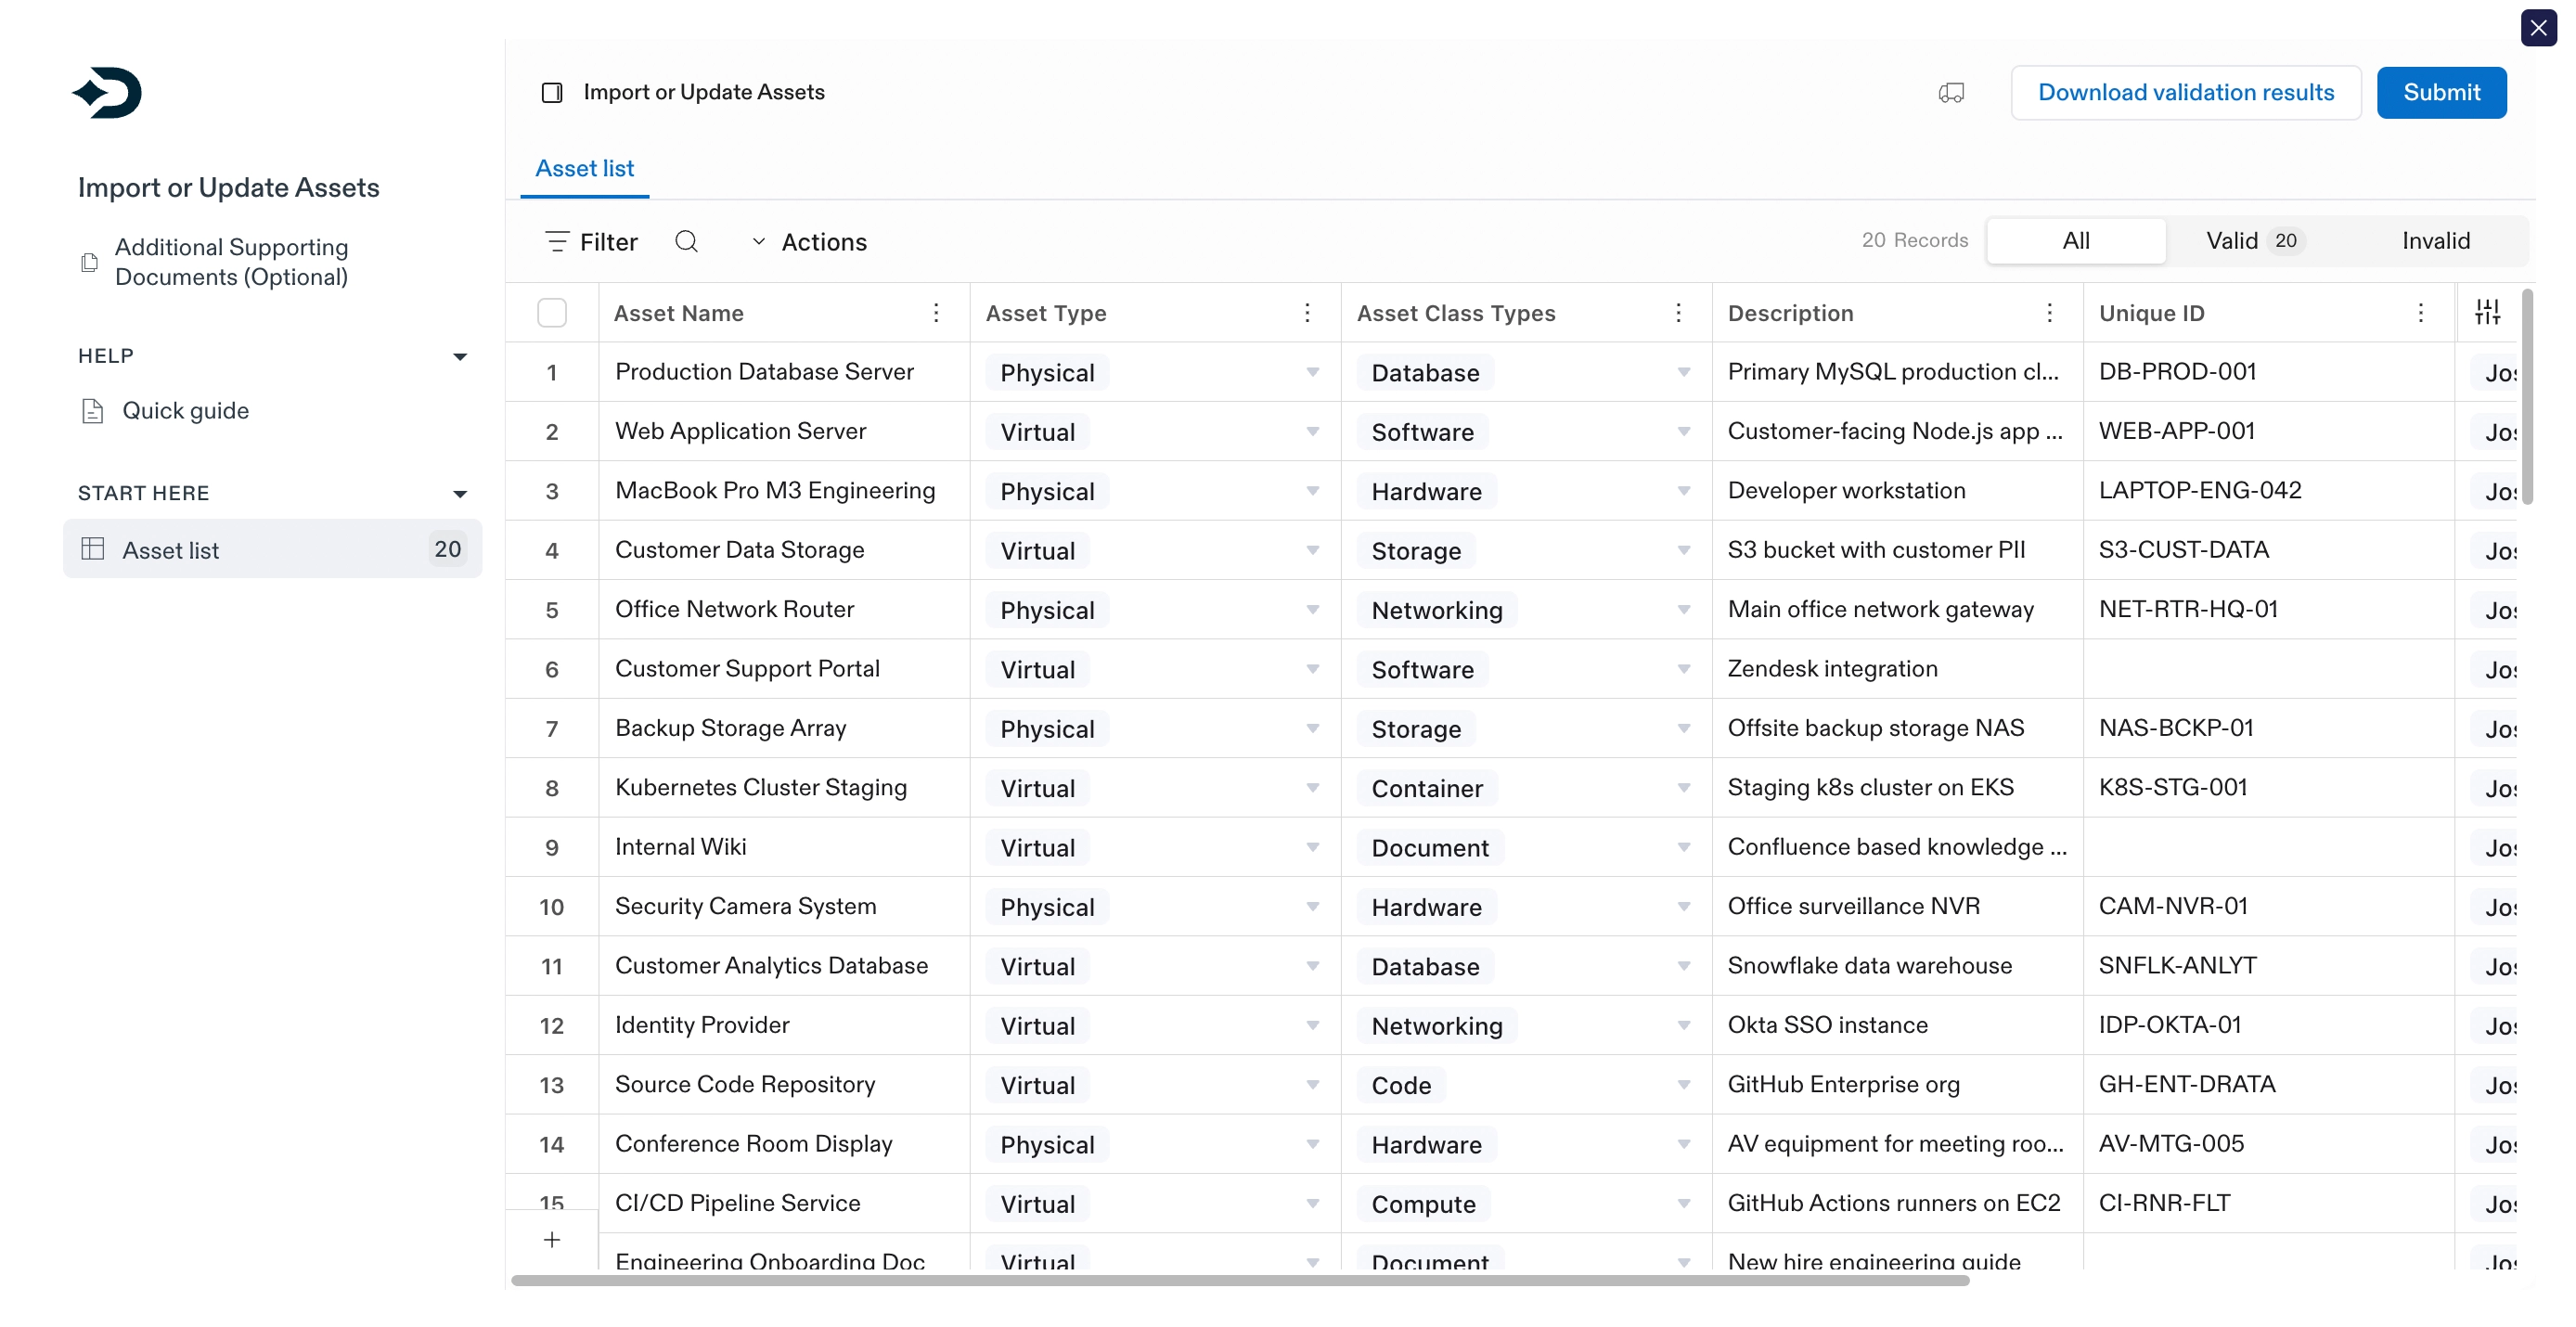 Import or Update Assets
Download validation results
Submit
Import or Update Assets
Additional Supporting
Documents (Optional)
HELP
Quick guide
START HERE
Asset list 20
Asset list
Filter
Actions
20 Records
All
Valid 20
Invalid
Asset Name Asset Type Asset Class Types Description Unique ID
1 Production Database Server Physical Database Primary MySQL production cl... DB-PROD-001
2 Web Application Server Virtual Software Customer-facing Node.js app ... WEB-APP-001
3 MacBook Pro M3 Engineering Physical Hardware Developer workstation LAPTOP-ENG-042
4 Customer Data Storage Virtual Storage S3 bucket with customer PII S3-CUST-DATA
5 Office Network Router Physical Networking Main office network gateway NET-RTR-HQ-01
6 Customer Support Portal Virtual Software Zendesk integration
7 Backup Storage Array Physical Storage Offsite backup storage NAS NAS-BCKP-01
8 Kubernetes Cluster Staging Virtual Container Staging k8s cluster on EKS K8S-STG-001
9 Internal Wiki Virtual Document Confluence based knowledge ...
10 Security Camera System Physical Hardware Office surveillance NVR CAM-NVR-01
11 Customer Analytics Database Virtual Database Snowflake data warehouse SNFLK-ANLYT
12 Identity Provider Virtual Networking Okta SSO instance IDP-OKTA-01
13 Source Code Repository Virtual Code GitHub Enterprise org GH-ENT-DRATA
14 Conference Room Display Physical Hardware AV equipment for meeting roo... AV-MTG-005
15 CI/CD Pipeline Service Virtual Compute GitHub Actions runners on EC2 CI-RNR-FLT
Engineering Onboarding Doc Virtual Document New hire engineering guide